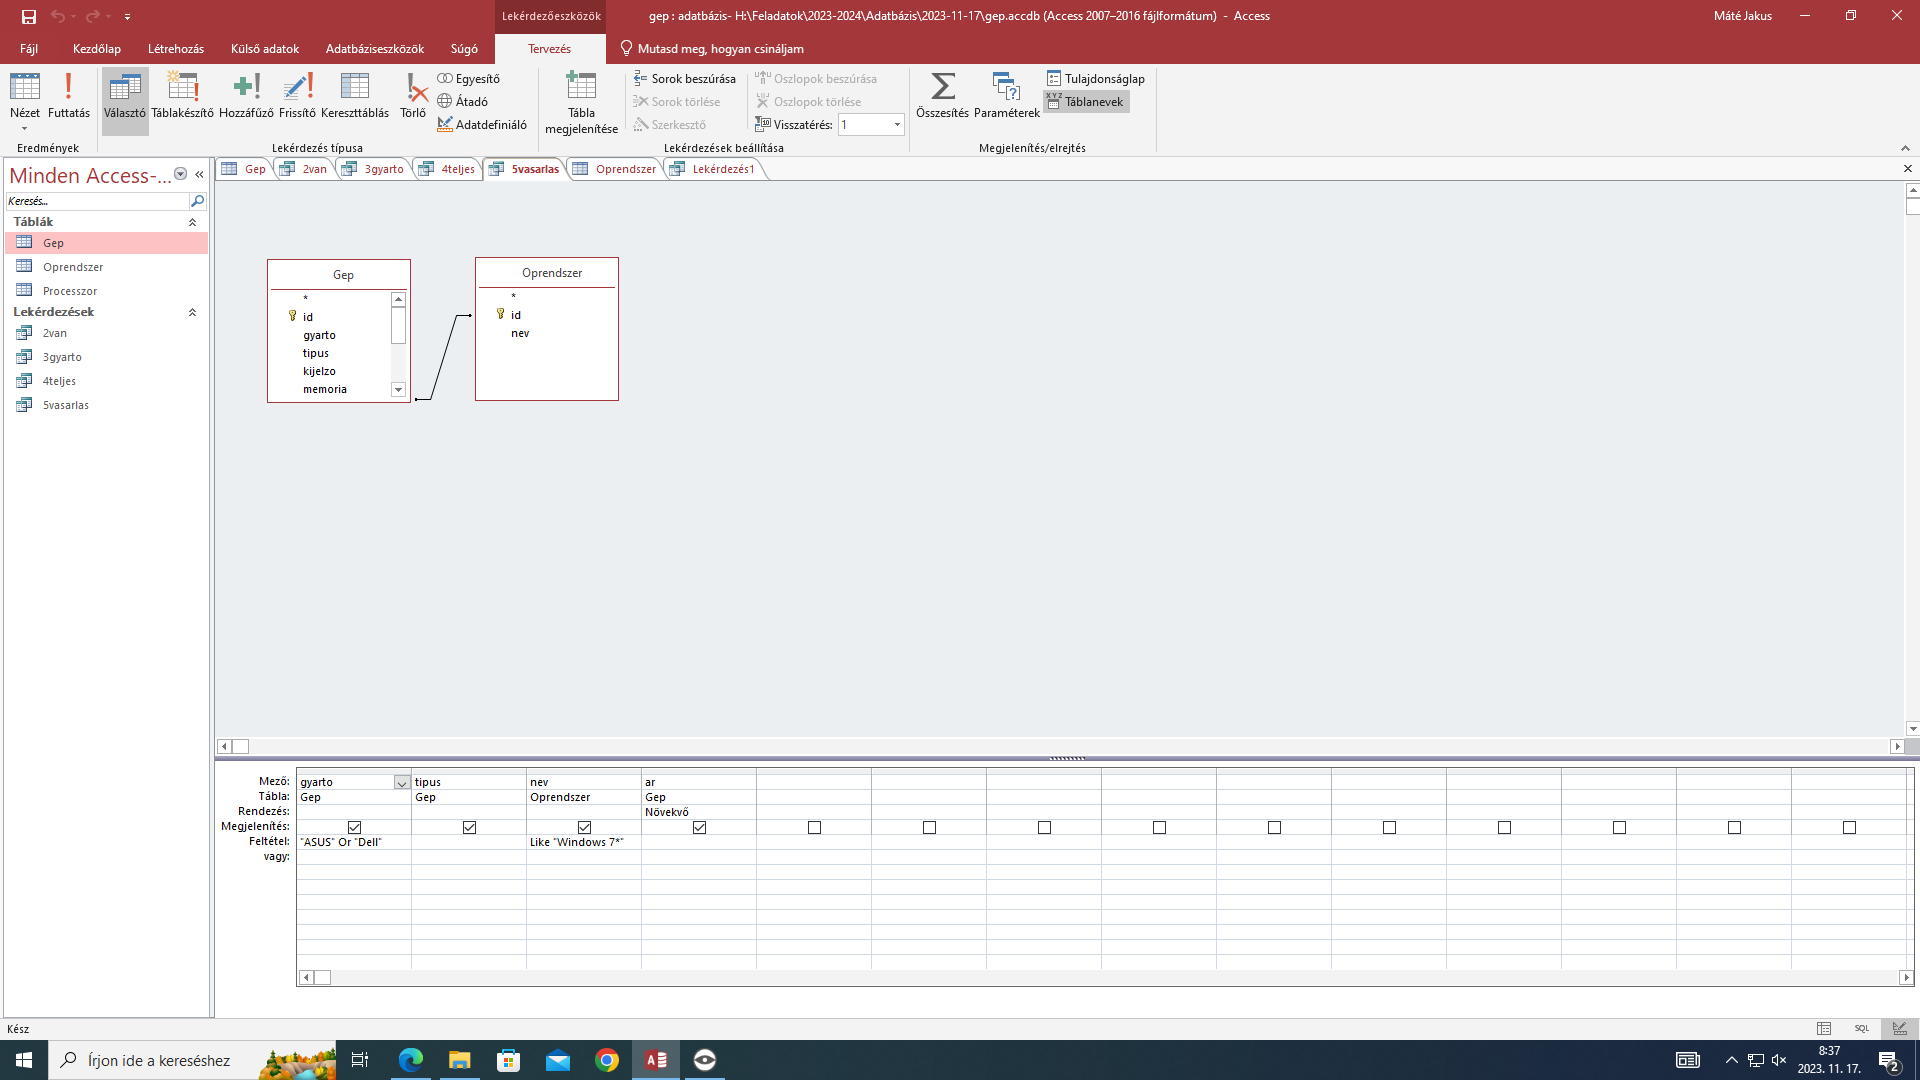 Lekérdezőeszközök
gep : adatbázis- H:\Feladatok\2023-2024\Adatbázis\2023-11-17\gep.accdb (Access 2007–2016 fájlformátum) - Access
Máté Jakus
Fájl Kezdőlap Létrehozás Külső adatok Adatbáziseszközök Súgó Tervezés Mutasd meg, hogyan csináljam
Nézet Futtatás Választó Táblakészítő Hozzáfűző Frissítő Kereszttáblás Törlő
Egyesítő
Átadó
Adatdefiniáló
Tábla
megjelenítése
Sorok beszúrása
Sorok törlése
Szerkesztő
Oszlopok beszúrása
Oszlopok törlése
Visszatérés: 1
Összesítés Paraméterek
Tulajdonságlap
XYZ Táblanevek
Eredmények Lekérdezés típusa Lekérdezések beállítása Megjelenítés/elrejtés
Minden Access-...
Keresés...
Táblák
Gep
Oprendszer
Processzor
Lekérdezések
2van
3gyarto
4teljes
5vasarlas
Gep 2van 3gyarto 4teljes 5vasarlas Oprendszer Lekérdezés1
Gep
*
id
gyarto
tipus
kijelzo
memoria
Oprendszer
*
id
nev
Mező: gyarto tipus nev ar
Tábla: Gep Gep Oprendszer Gep
Rendezés: Növekvő
Megjelenítés:
Feltétel: "ASUS" Or "Dell" Like "Windows 7*"
vagy:
Kész
SQL
Írjon ide a kereséshez
8:37
2023. 11. 17.
2